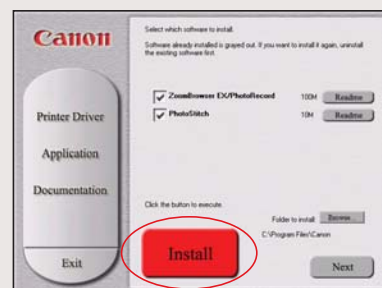 Canon
Select which software to install.
Software already installed is grayed out. If you want to install it again, uninstall
the existing software first.
ZoomBrowser EX/PhotoRecord 100M Readme
PhotoStitch 10M Readme
Printer Driver
Application
Documentation
Click the button to execute.
Folder to install Browse...
C:\Program Files\Canon
Install
Exit
Next